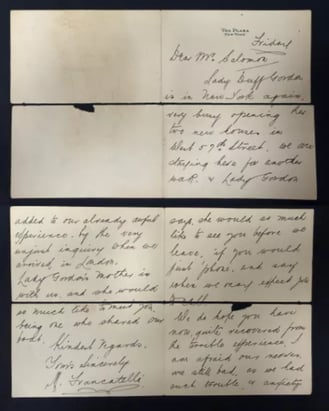 THE PLAZA
NEW YORK
Friday
Dear Mr Salomon,
Lady Duff Gordon
is in New York again,
very busy opening her
two new houses in
West 57th Street, we are
staying here for another
week & Lady Gordon
says, she would so much
like to see you before we
leave, if you would
just phone, and say
when we may expect you
We do hope you have
now, quite recovered from
the terrible experience, I
am afraid our nerves,
are still bad, as we had
such trouble & anxiety
added to our already awful
experience, by the very
unjust inquiry when we
arrived in London.
Lady Gordon's mother is
with us, and she would
so much like to meet you,
being one who shared our
boat.
Kindest Regards.
Yours Sincerely
M. Francatelli